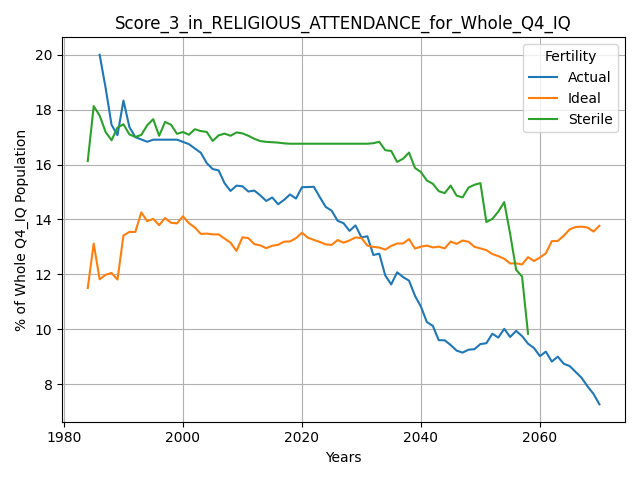 Score_3_in_RELIGIOUS_ATTENDANCE_for_Whole_Q4_IQ
Fertility
Actual
Ideal
Sterile
% of Whole Q4_IQ Population
20
18
16
14
12
10
8
1980
2000
2020
2040
2060
Years